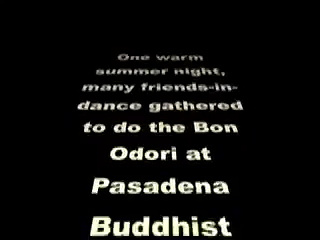 One warm
summer night,
many friends-in-
dance gathered
to do the Bon
Odori at
Pasadena
Buddhist